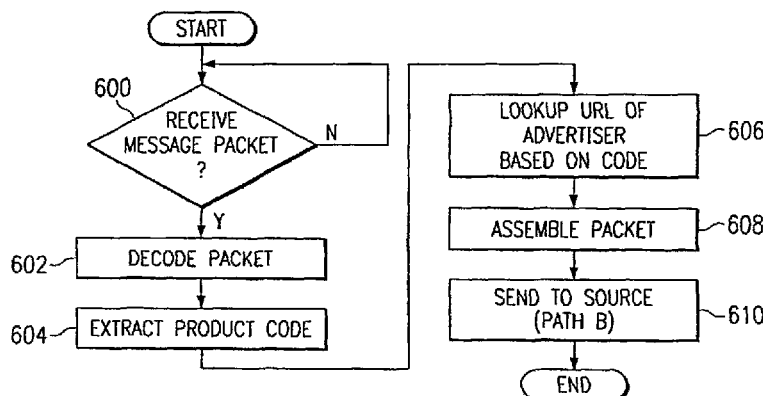 START
600
RECEIVE
MESSAGE PACKET
?
N
Y
602
DECODE PACKET
604
EXTRACT PRODUCT CODE
LOOKUP URL OF
ADVERTISER
BASED ON CODE
606
ASSEMBLE PACKET
608
SEND TO SOURCE
(PATH B)
610
END